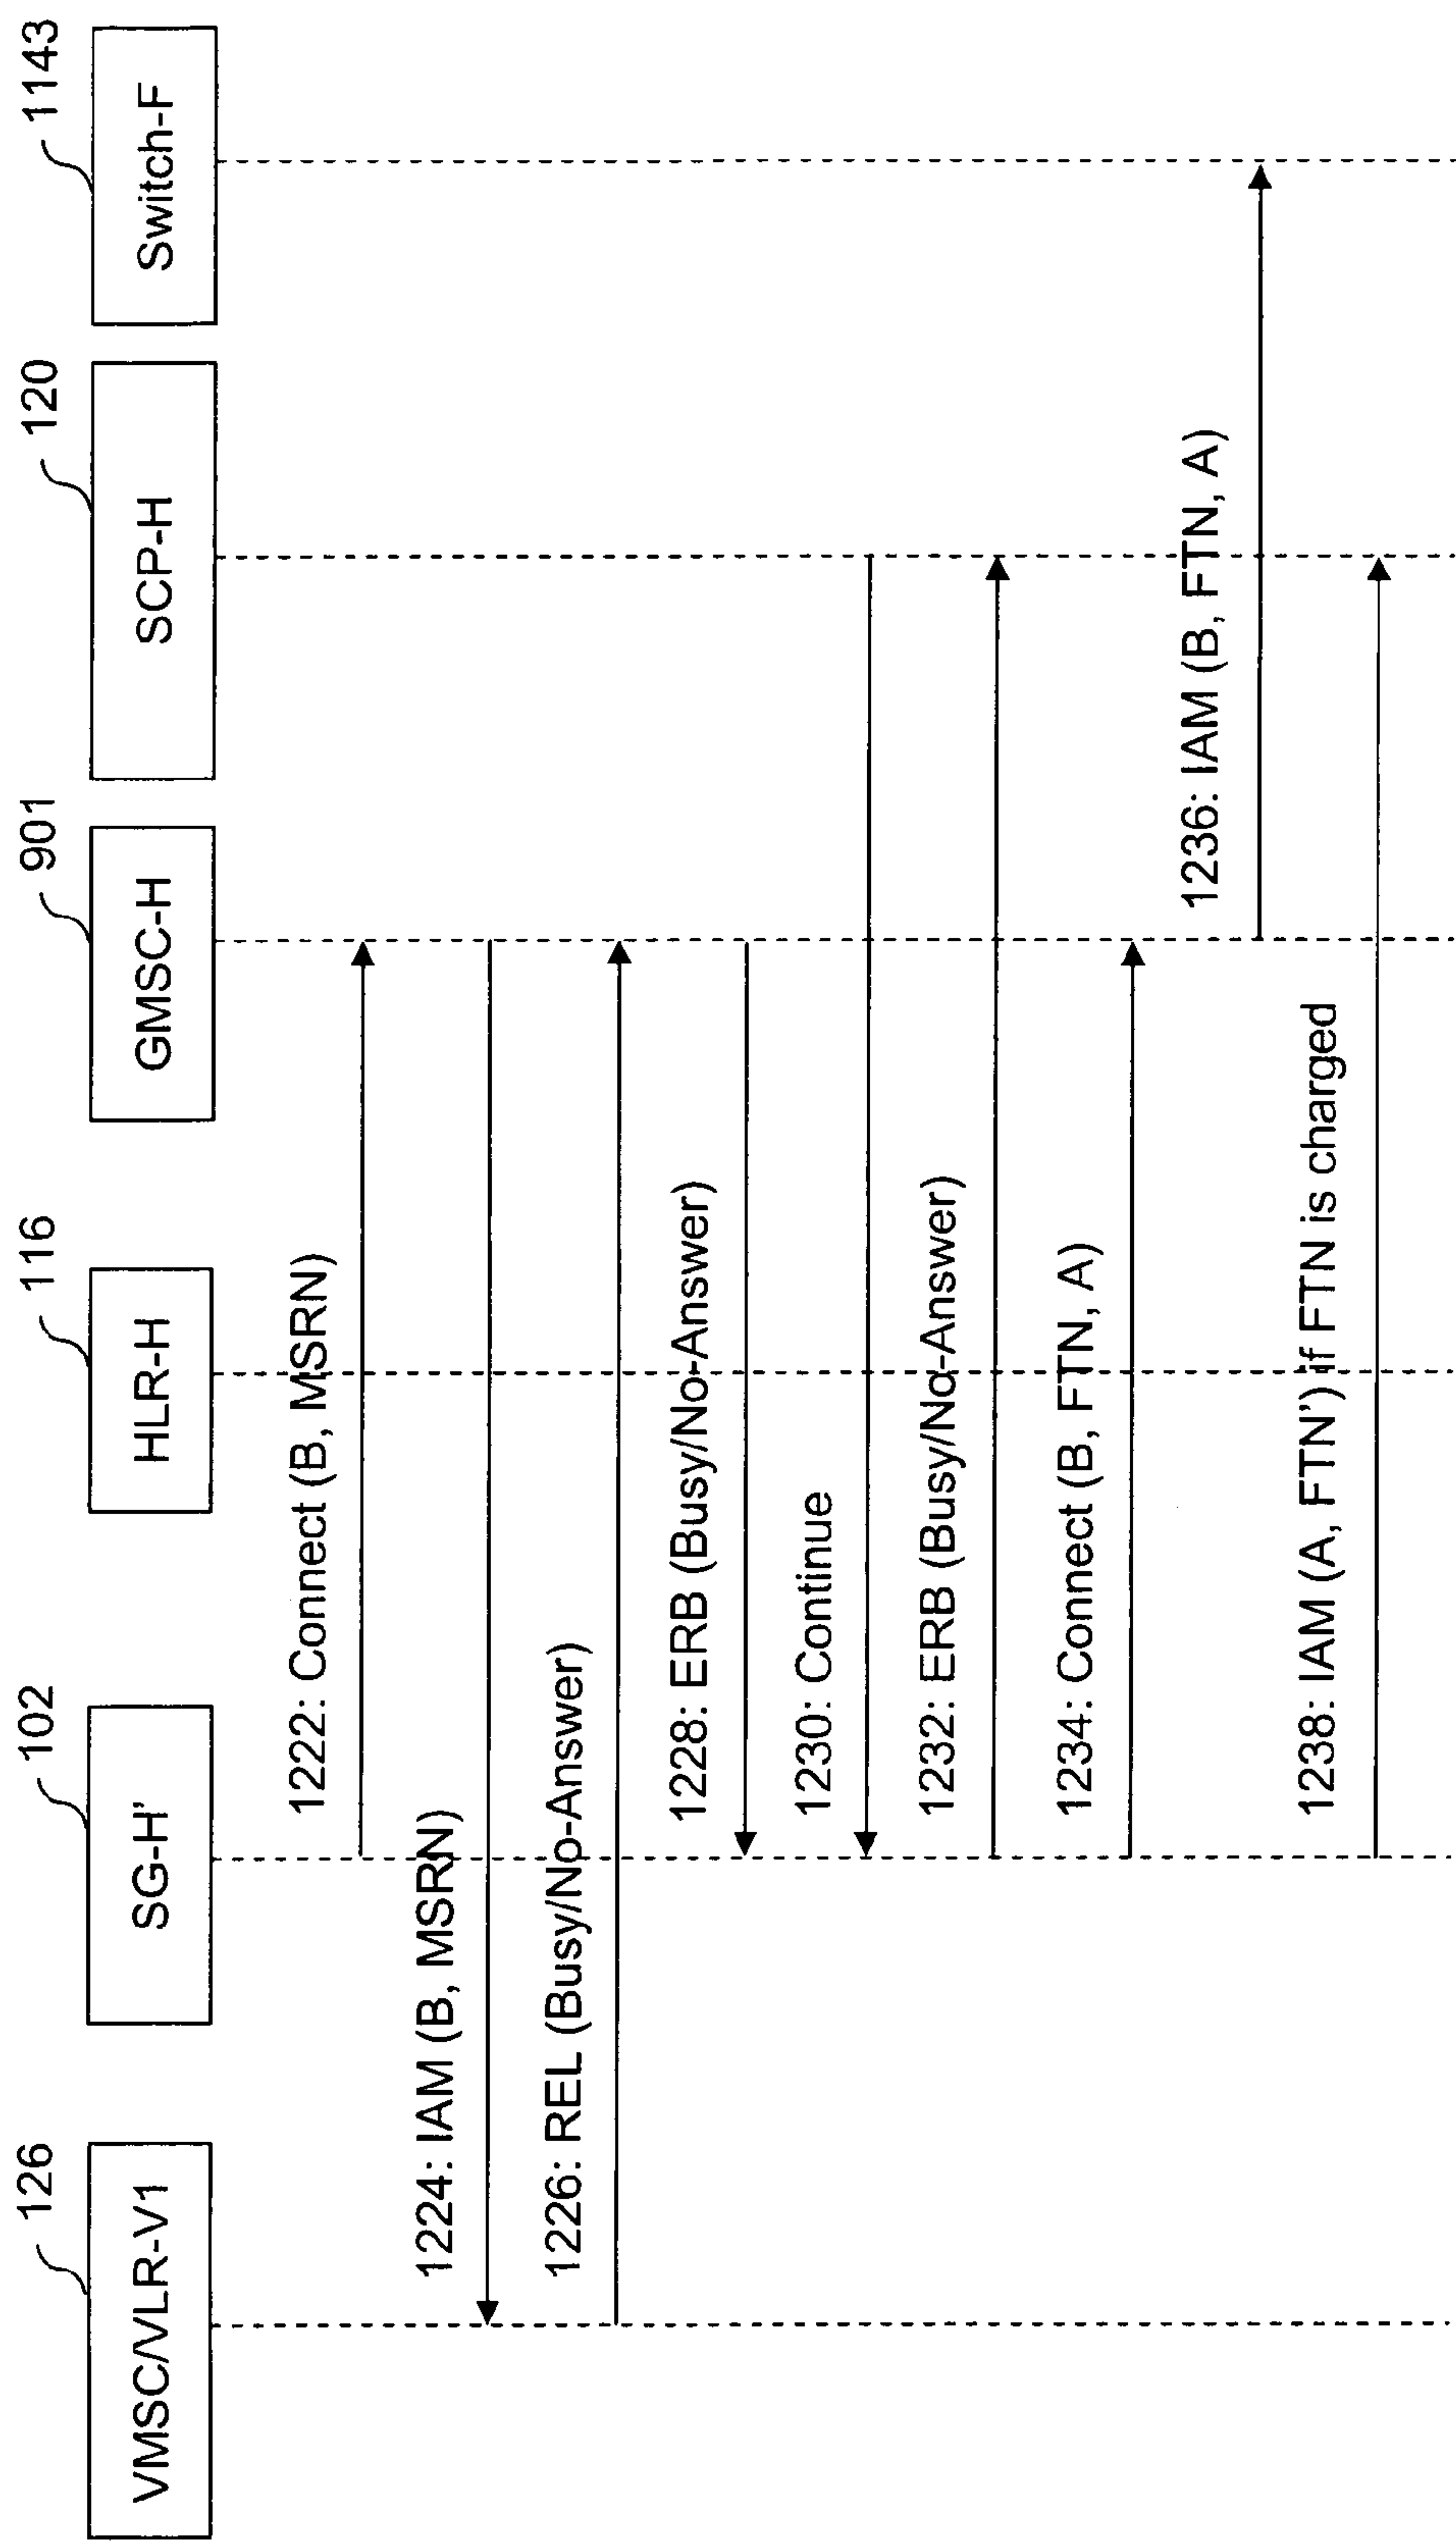 126
VMSC/VLR-V1
102
SG-H'
116
HLR-H
901
GMSC-H
120
SCP-H
1143
Switch-F
1222: Connect (B, MSRN)
1224: IAM (B, MSRN)
1226: REL (Busy/No-Answer)
1228: ERB (Busy/No-Answer)
1230: Continue
1232: ERB (Busy/No-Answer)
1234: Connect (B, FTN, A)
1236: IAM (B, FTN, A)
1238: IAM (A, FTN') if FTN is charged